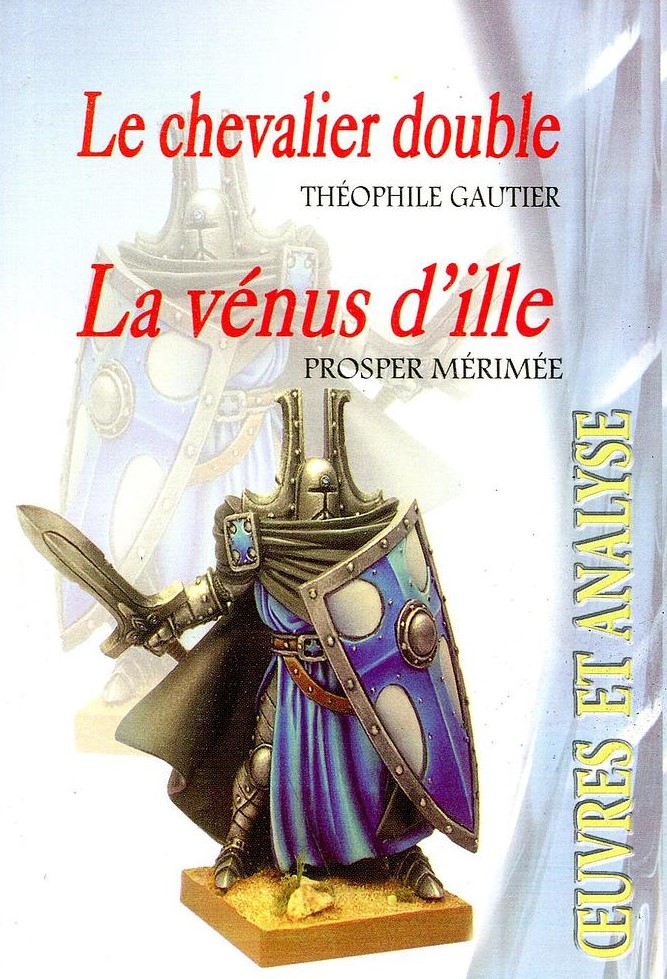 Le chevalier double
THÉOPHILE GAUTIER
La vénus d'ille
PROSPER MÉRIMÉE
ŒUVRES ET ANALYSE